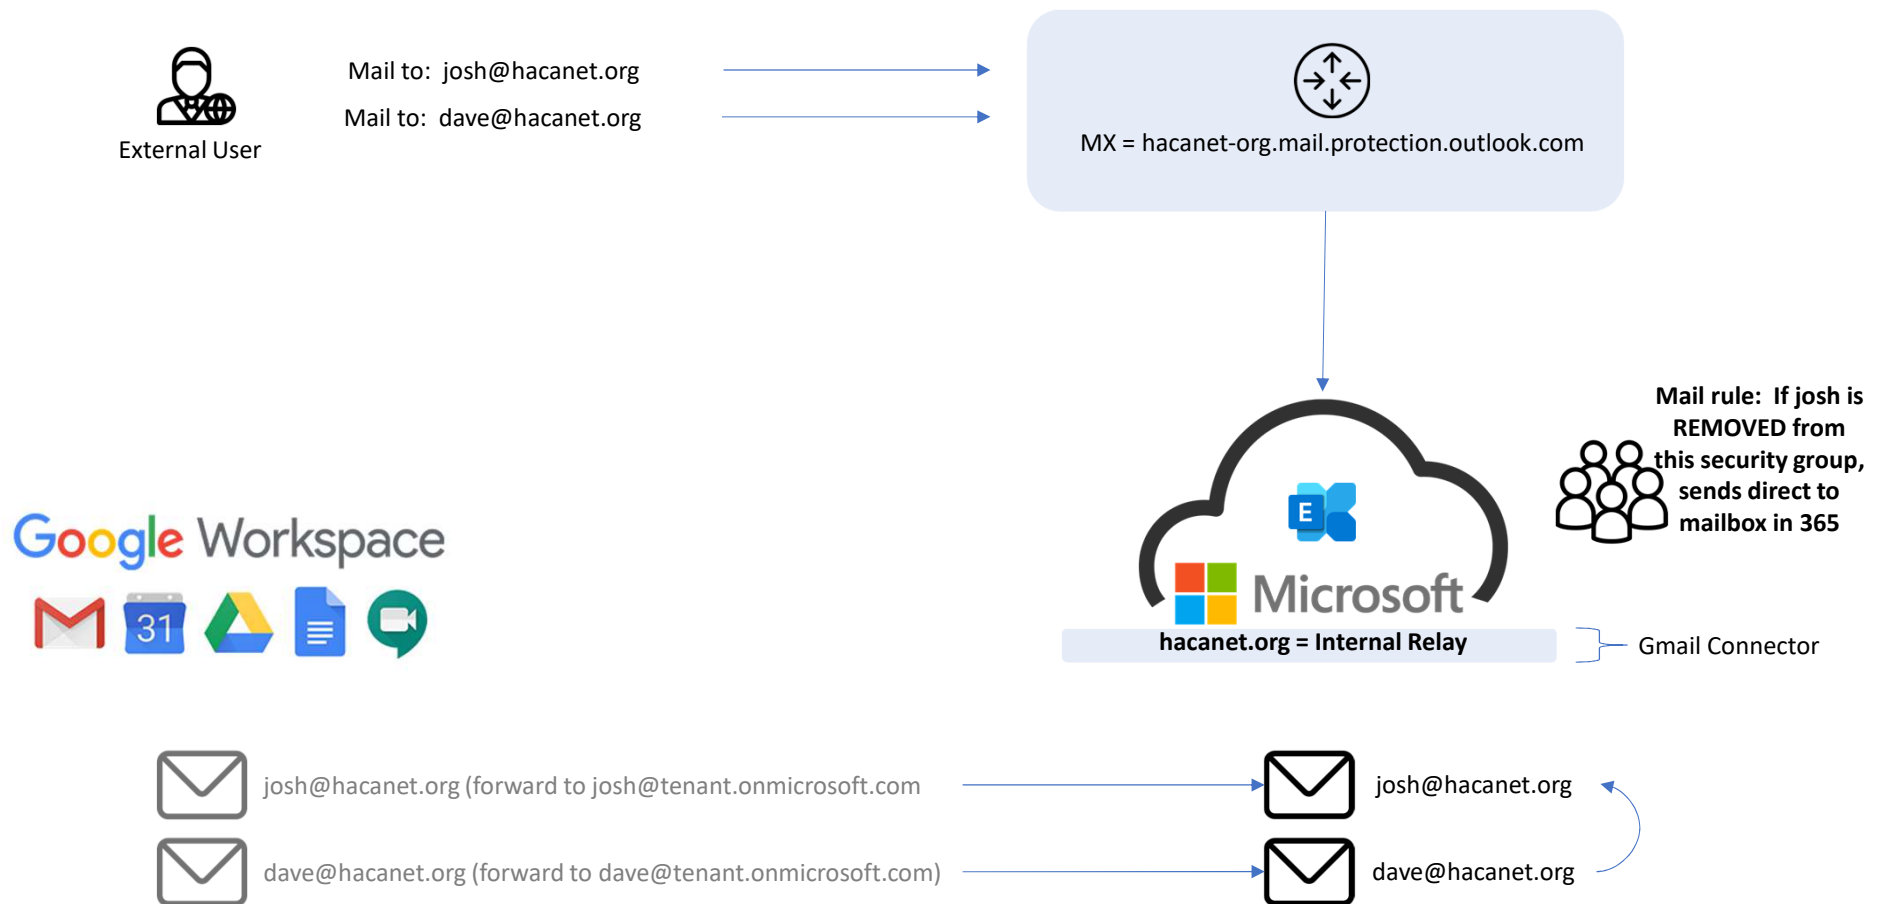 Mail to:  josh@hacanet.org
Mail to:  dave@hacanet.org
External User
MX = hacanet-org.mail.protection.outlook.com
Mail rule:  If josh is
REMOVED from
this security group,
sends direct to
mailbox in 365
E
Google Workspace
31
Microsoft
hacanet.org = Internal Relay
Gmail Connector
josh@hacanet.org (forward to josh@tenant.onmicrosoft.com
josh@hacanet.org
dave@hacanet.org (forward to dave@tenant.onmicrosoft.com)
dave@hacanet.org